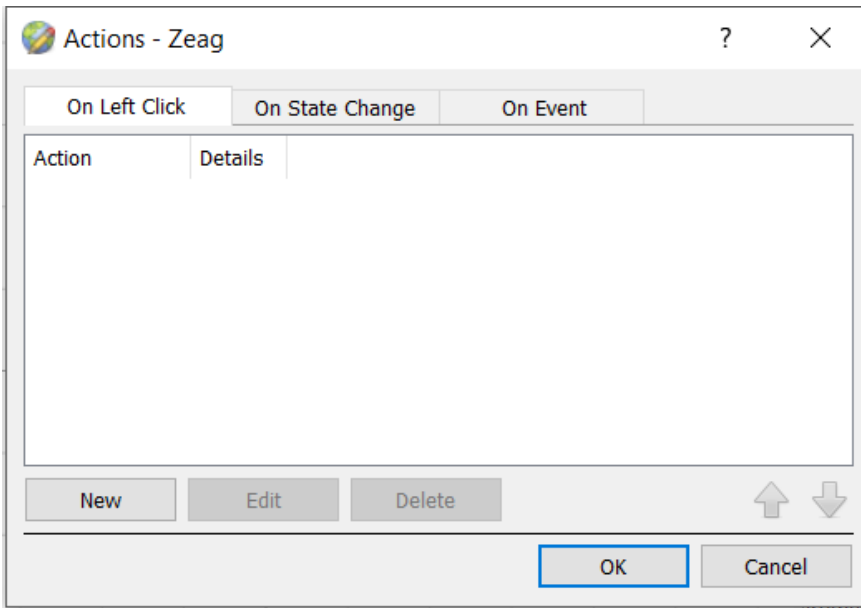 Actions - Zeag
On Left Click On State Change On Event
Action Details
New Edit Delete
OK Cancel